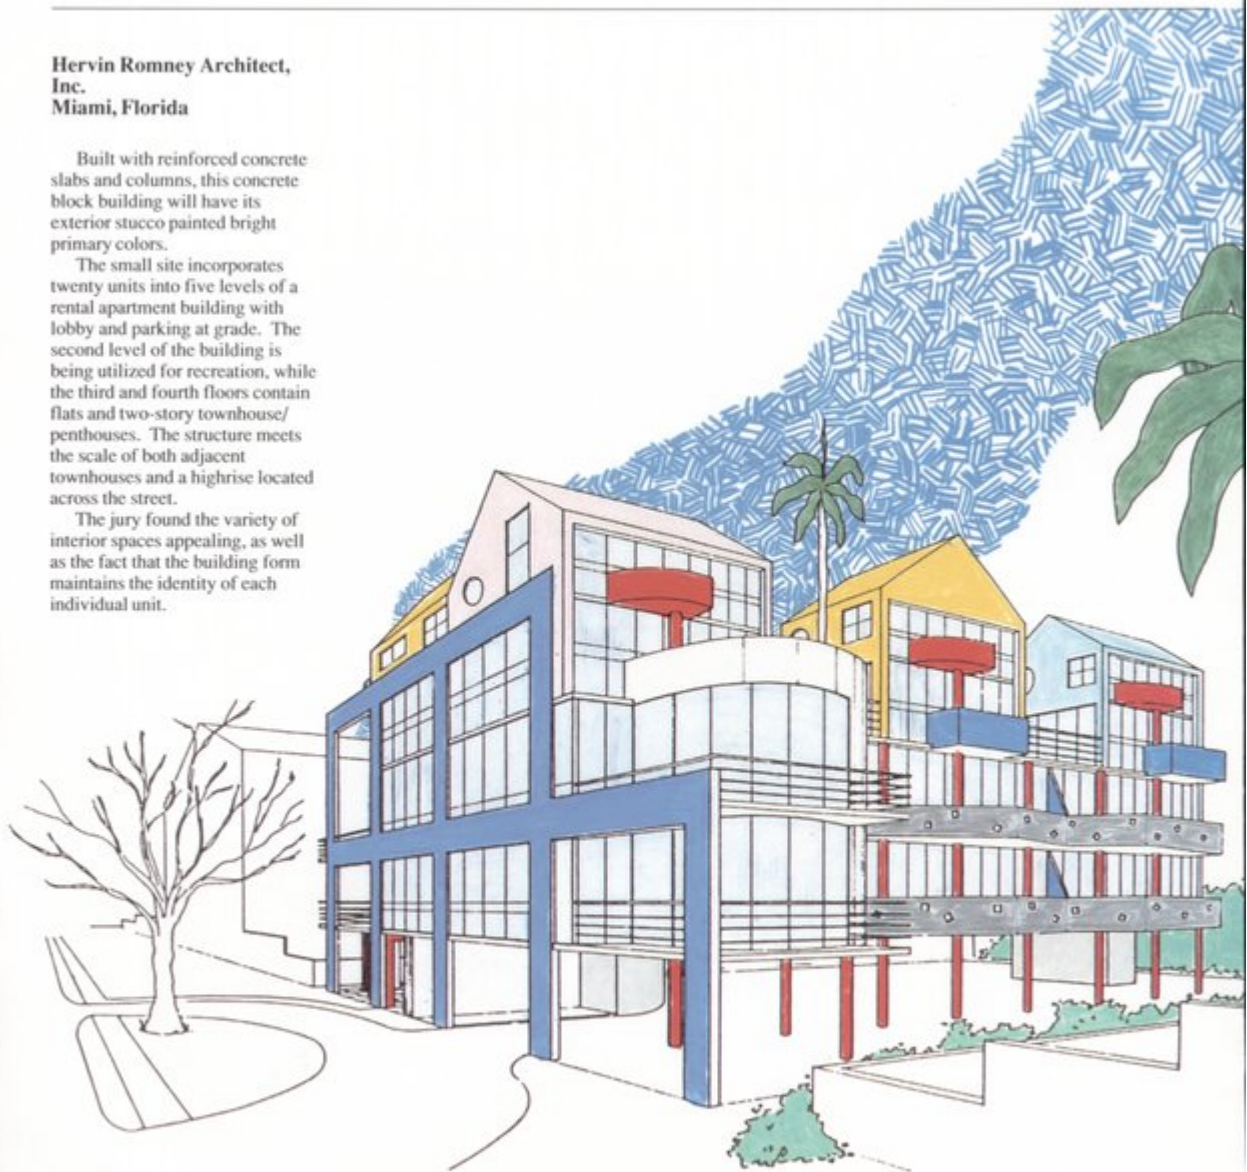 Hervin Romney Architect,
Inc.
Miami, Florida
Built with reinforced concrete
slabs and columns, this concrete
block building will have its
exterior stucco painted bright
primary colors.
The small site incorporates
twenty units into five levels of a
rental apartment building with
lobby and parking at grade. The
second level of the building is
being utilized for recreation, while
the third and fourth floors contain
flats and two-story townhouse/
penthouses. The structure meets
the scale of both adjacent
townhouses and a highrise located
across the street.
The jury found the variety of
interior spaces appealing, as well
as the fact that the building form
maintains the identity of each
individual unit.